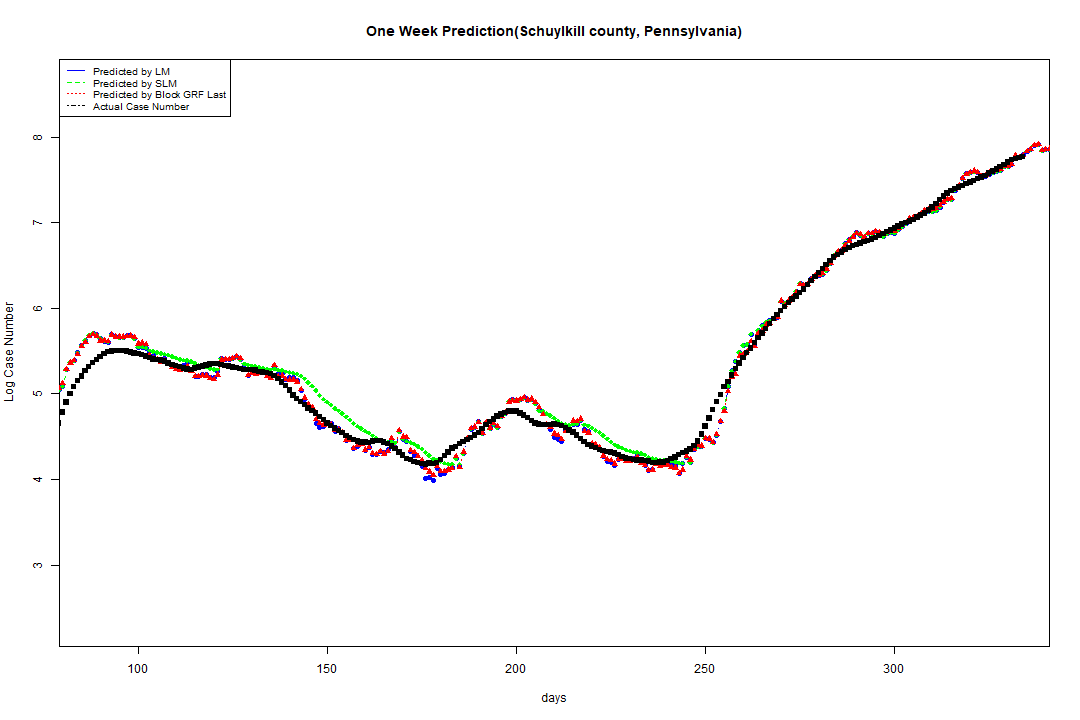 One Week Prediction(Schuylkill county, Pennsylvania)
Predicted by LM
Predicted by SLM
Predicted by Block GRF Last
Actual Case Number
Log Case Number
8
7
6
5
4
3
100 150 200 250 300
days